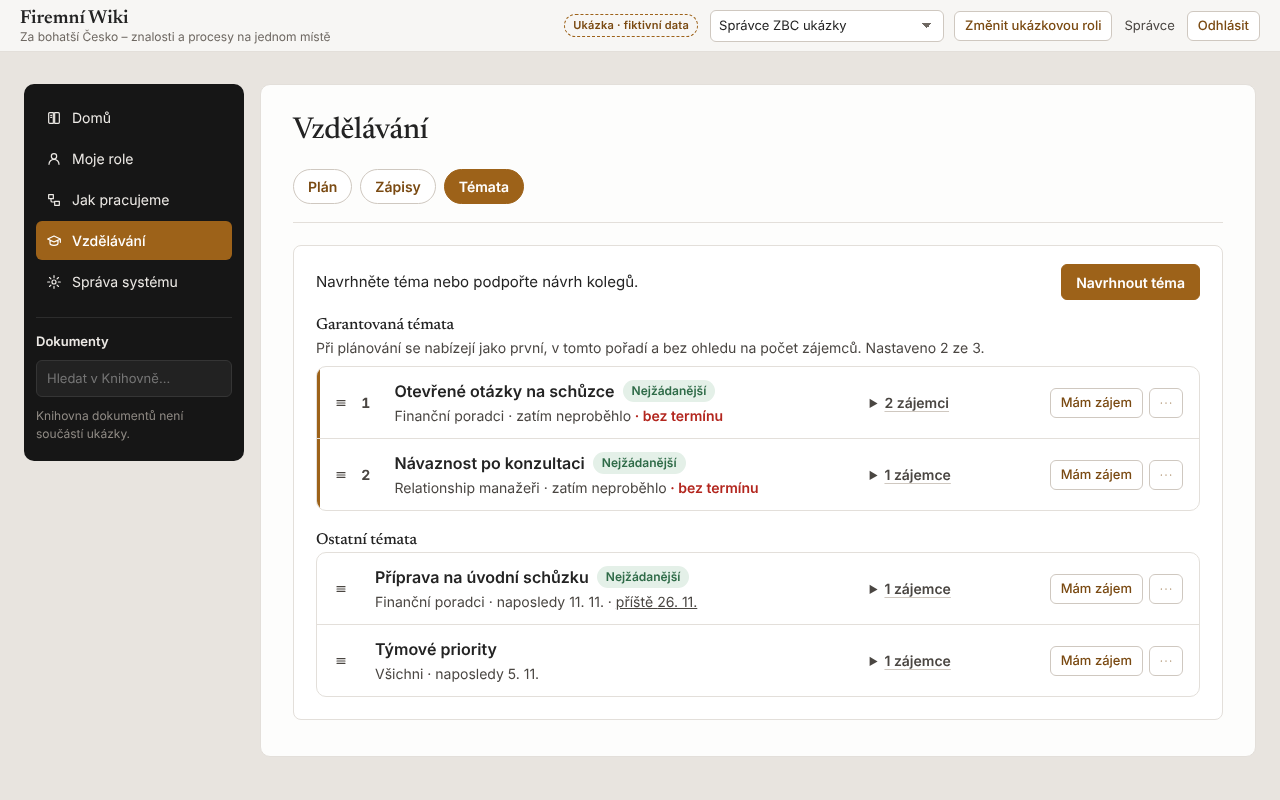 Firemní Wiki
Za bohatší Česko – znalosti a procesy na jednom místě
Ukázka · fiktivní data
Správce ZBC ukázky
Změnit ukázkovou roli
Správce
Odhlásit
Domů
Moje role
Jak pracujeme
Vzdělávání
Správa systému
Dokumenty
Hledat v Knihovně...
Knihovna dokumentů není
součástí ukázky.
Vzdělávání
Plán
Zápisy
Témata
Navrhněte téma nebo podpořte návrh kolegů.
Navrhnout téma
Garantovaná témata
Při plánování se nabízejí jako první, v tomto pořadí a bez ohledu na počet zájemců. Nastaveno 2 ze 3.
1
Otevřené otázky na schůzce
Nejžádanější
Finanční poradci · zatím neproběhlo · bez termínu
2 zájemci
Mám zájem
...
2
Návaznost po konzultaci
Nejžádanější
Relationship manažeři · zatím neproběhlo · bez termínu
1 zájemce
Mám zájem
...
Ostatní témata
Příprava na úvodní schůzku
Nejžádanější
Finanční poradci · naposledy 11. 11. · příště 26. 11.
1 zájemce
Mám zájem
...
Týmové priority
Všichni · naposledy 5. 11.
1 zájemce
Mám zájem
...